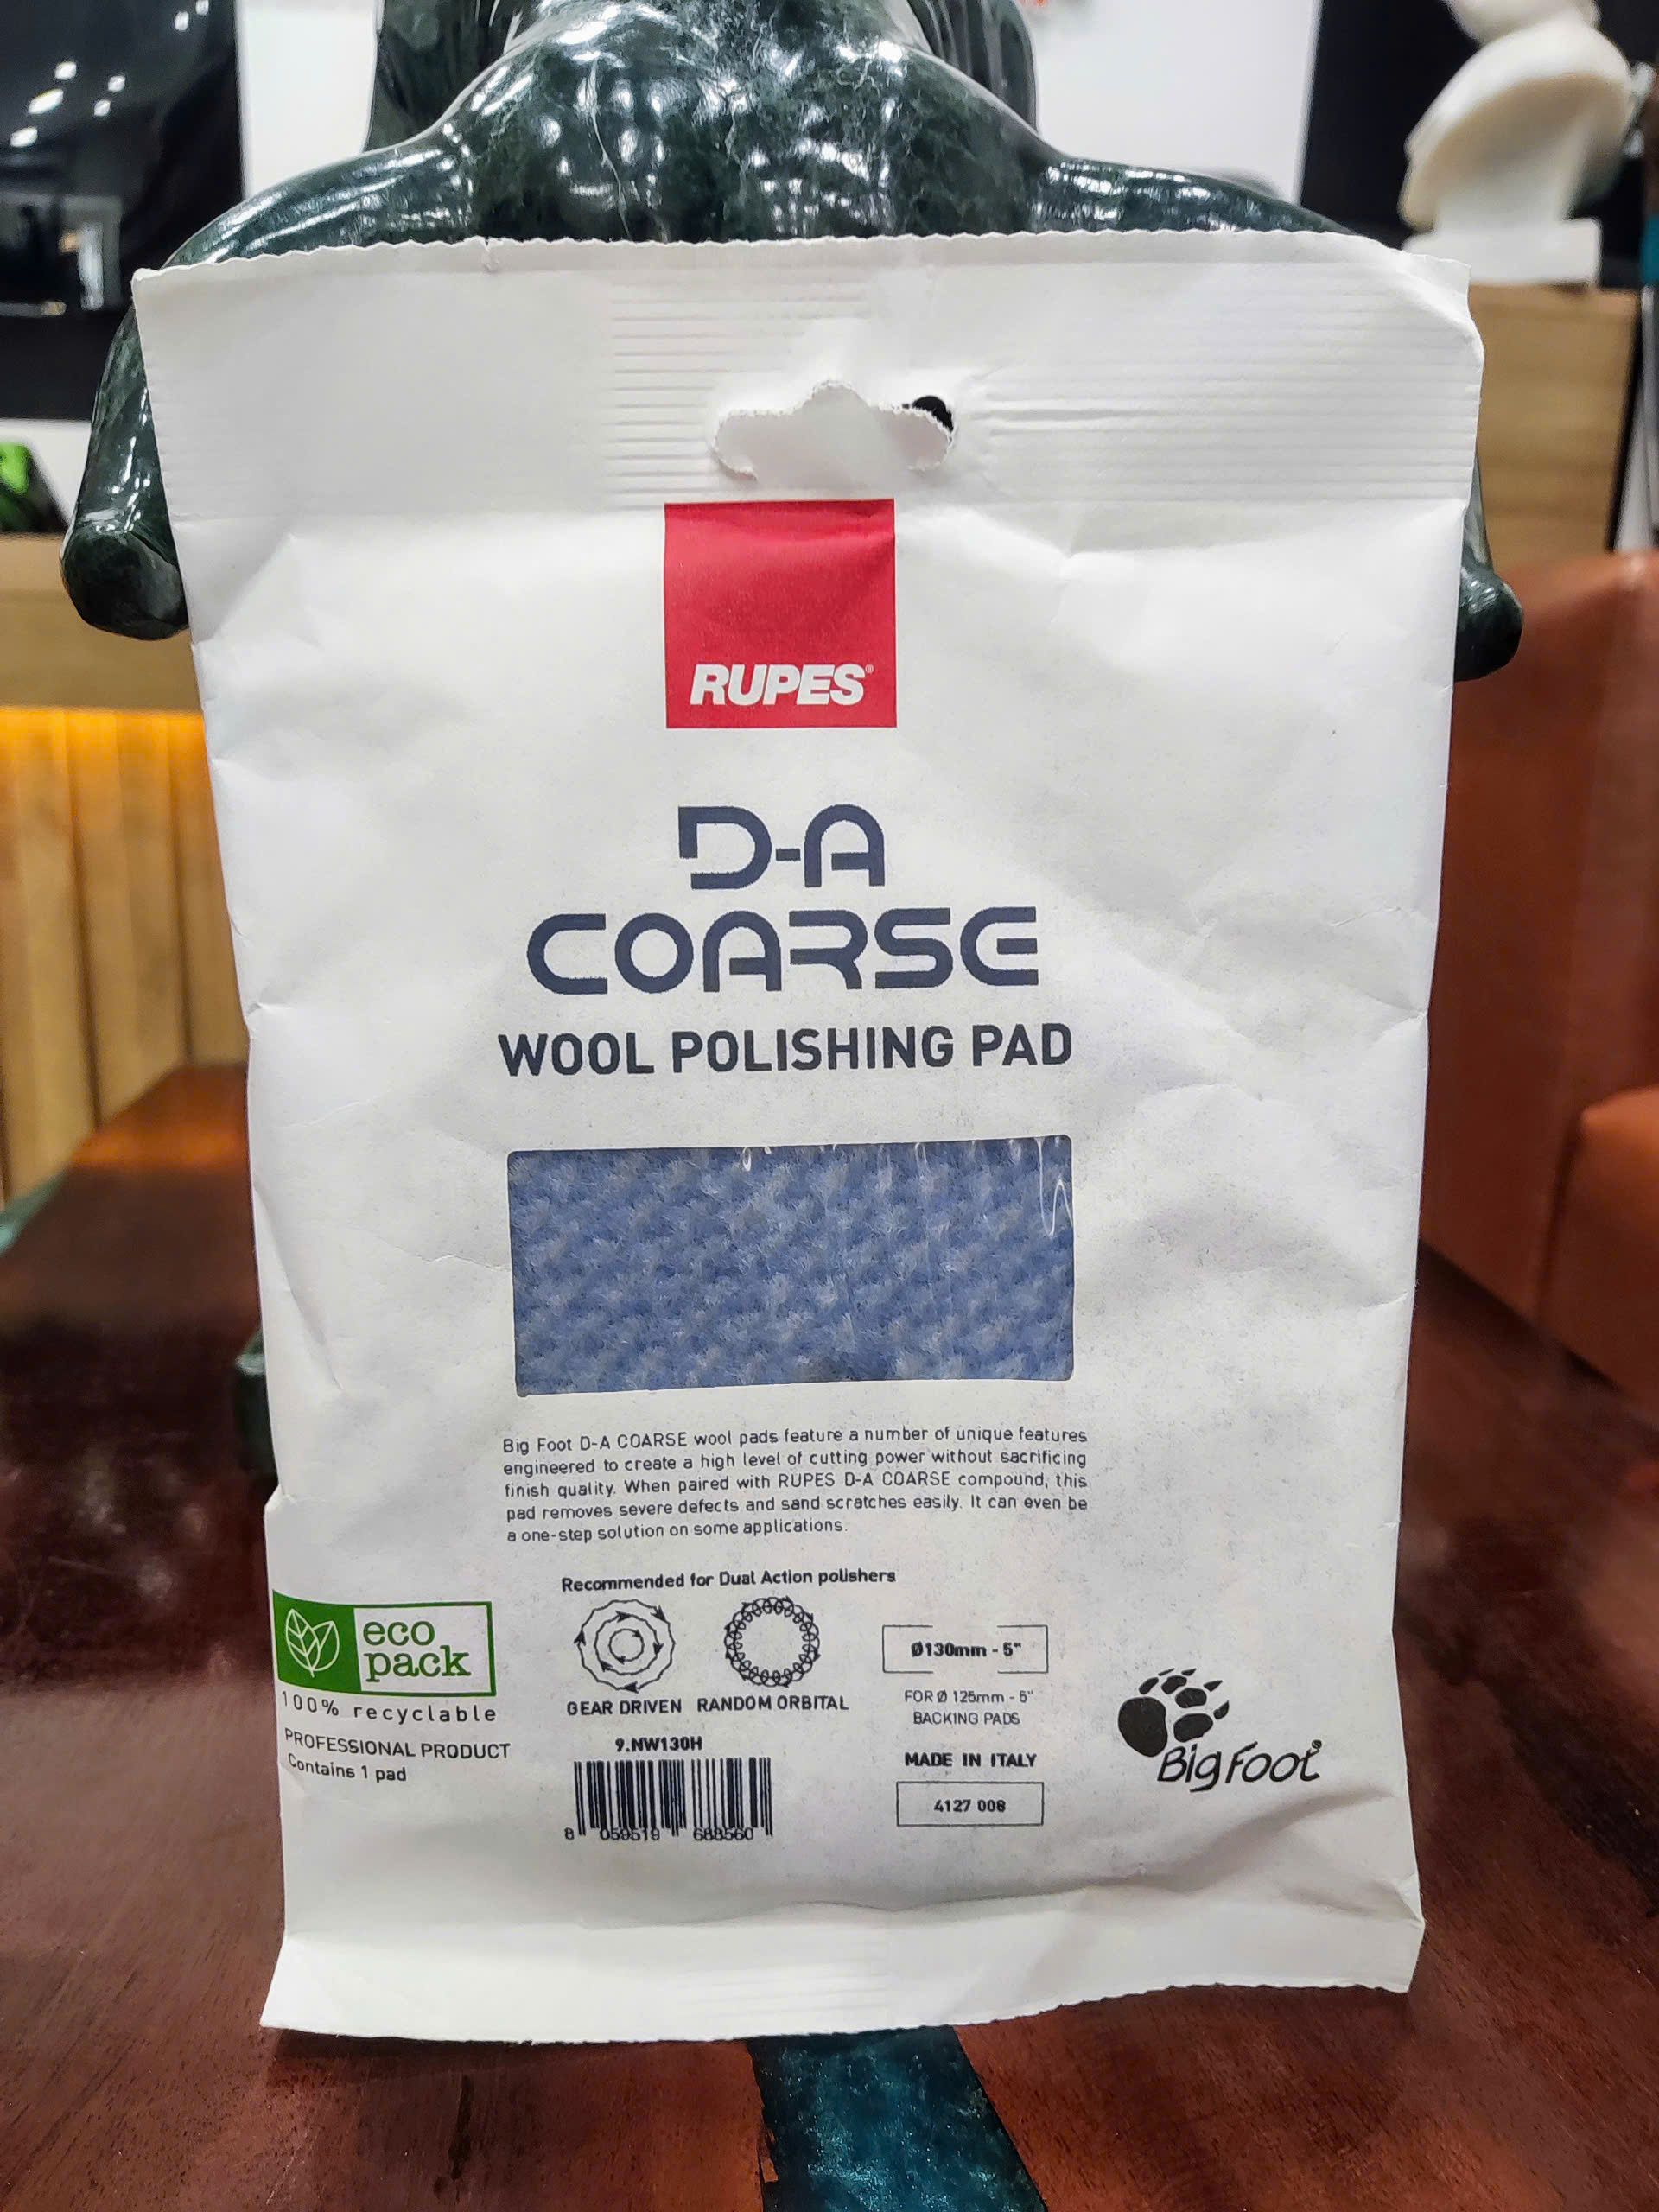 RUPES®
D-A
COARSE
WOOL POLISHING PAD
Big Foot D-A COARSE wool pads feature a number of unique features
engineered to create a high level of cutting power without sacrificing
finish quality. When paired with RUPES D-A COARSE compound, this
pad removes severe defects and sand scratches easily. It can even be
a one-step solution on some applications.
Recommended for Dual Action polishers
GEAR DRIVEN RANDOM ORBITAL
9.NW130H
8 059519 688560
Ø130mm - 5"
FOR Ø 125mm - 5"
BACKING PADS
MADE IN ITALY
4127 008
eco
pack
100% recyclable
PROFESSIONAL PRODUCT
Contains 1 pad
BigFoot®